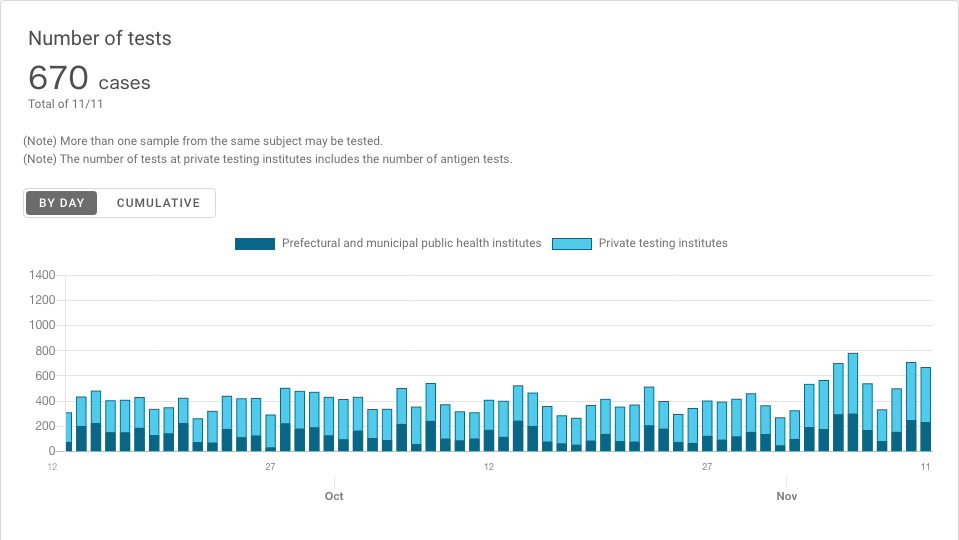 Number of tests
670 cases
Total of 11/11
(Note) More than one sample from the same subject may be tested.
(Note) The number of tests at private testing institutes includes the number of antigen tests.
BY DAY CUMULATIVE
Prefectural and municipal public health institutes Private testing institutes
1400
1200
1000
800
600
400
200
0
12 27 12 27 11
Oct Nov